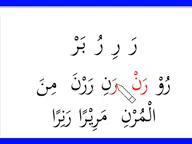 رَ رِ رُ بَرْ
رُوْ رَنْ رَنِ رَرْنَ مِنَ
الْمُرْنِ مَرِيْرًا رَنِرًا